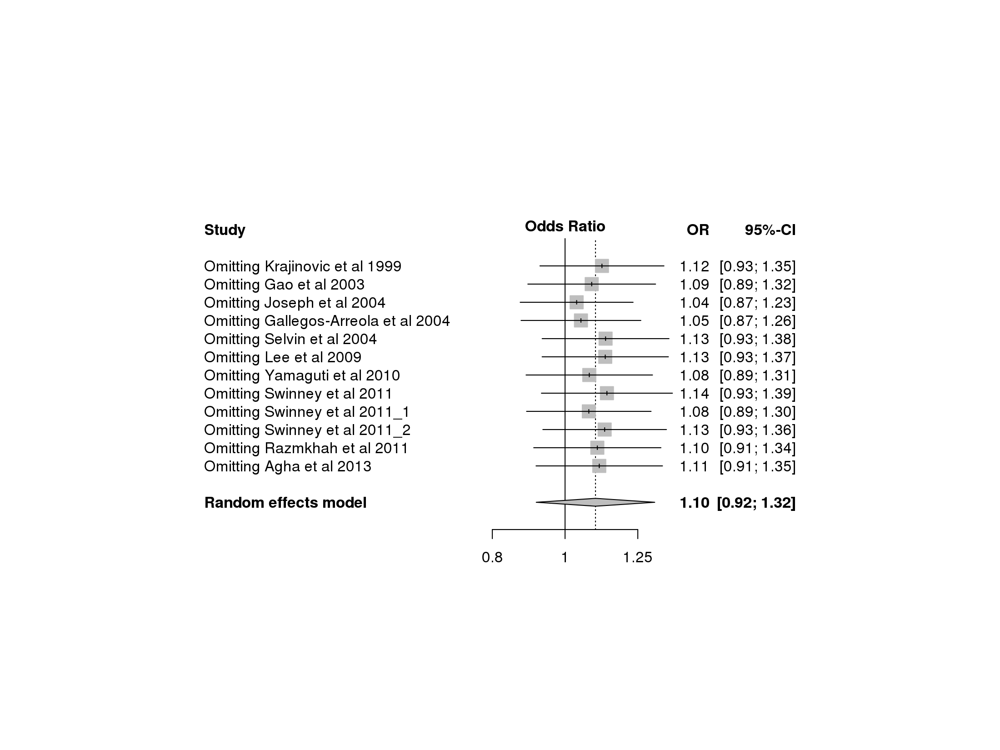 Study Odds Ratio OR 95%-CI
Omitting Krajinovic et al 1999 1.12 [0.93; 1.35]
Omitting Gao et al 2003 1.09 [0.89; 1.32]
Omitting Joseph et al 2004 1.04 [0.87; 1.23]
Omitting Gallegos-Arreola et al 2004 1.05 [0.87; 1.26]
Omitting Selvin et al 2004 1.13 [0.93; 1.38]
Omitting Lee et al 2009 1.13 [0.93; 1.37]
Omitting Yamaguti et al 2010 1.08 [0.89; 1.31]
Omitting Swinney et al 2011 1.14 [0.93; 1.39]
Omitting Swinney et al 2011_1 1.08 [0.89; 1.30]
Omitting Swinney et al 2011_2 1.13 [0.93; 1.36]
Omitting Razmkhah et al 2011 1.10 [0.91; 1.34]
Omitting Agha et al 2013 1.11 [0.91; 1.35]
Random effects model 1.10 [0.92; 1.32]
0.8 1 1.25